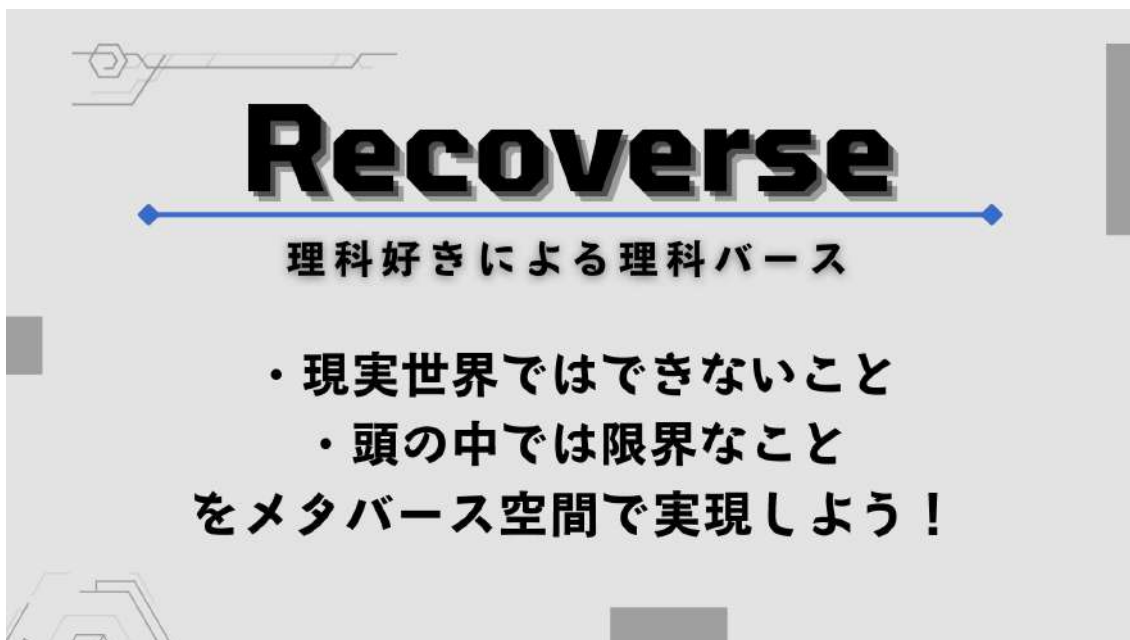 Recoverse
理科好きによる理科バース
・現実世界ではできないこと
・頭の中では限界なこと
をメタバース空間で実現しよう！